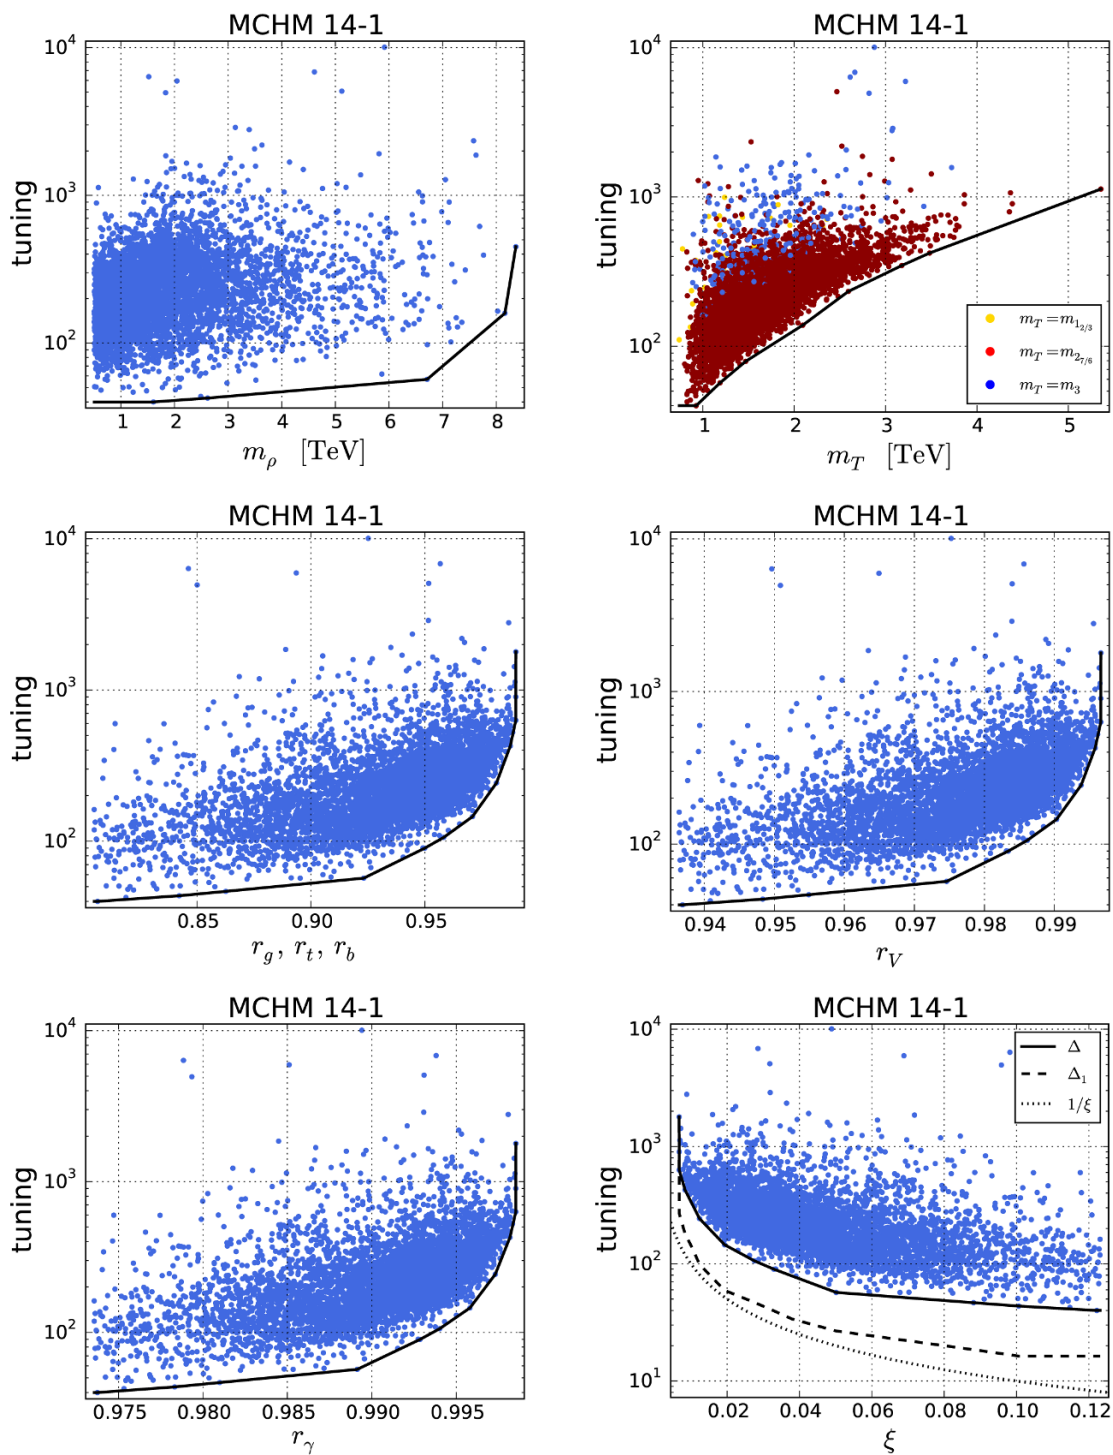 MCHM 14-1
10^4
10^3
10^2
tuning
1 2 3 4 5 6 7 8
m_ρ [TeV]
MCHM 14-1
10^4
10^3
10^2
tuning
m_T = m_{1_{2/3}}
m_T = m_{2_{7/6}}
m_T = m_3
1 2 3 4 5
m_T [TeV]
MCHM 14-1
10^4
10^3
10^2
tuning
0.85 0.90 0.95
r_g, r_t, r_b
MCHM 14-1
10^4
10^3
10^2
tuning
0.94 0.95 0.96 0.97 0.98 0.99
r_V
MCHM 14-1
10^4
10^3
10^2
tuning
0.975 0.980 0.985 0.990 0.995
r_γ
MCHM 14-1
10^4
10^3
10^2
10^1
tuning
Δ
Δ_1
1/ξ
0.02 0.04 0.06 0.08 0.10 0.12
ξ